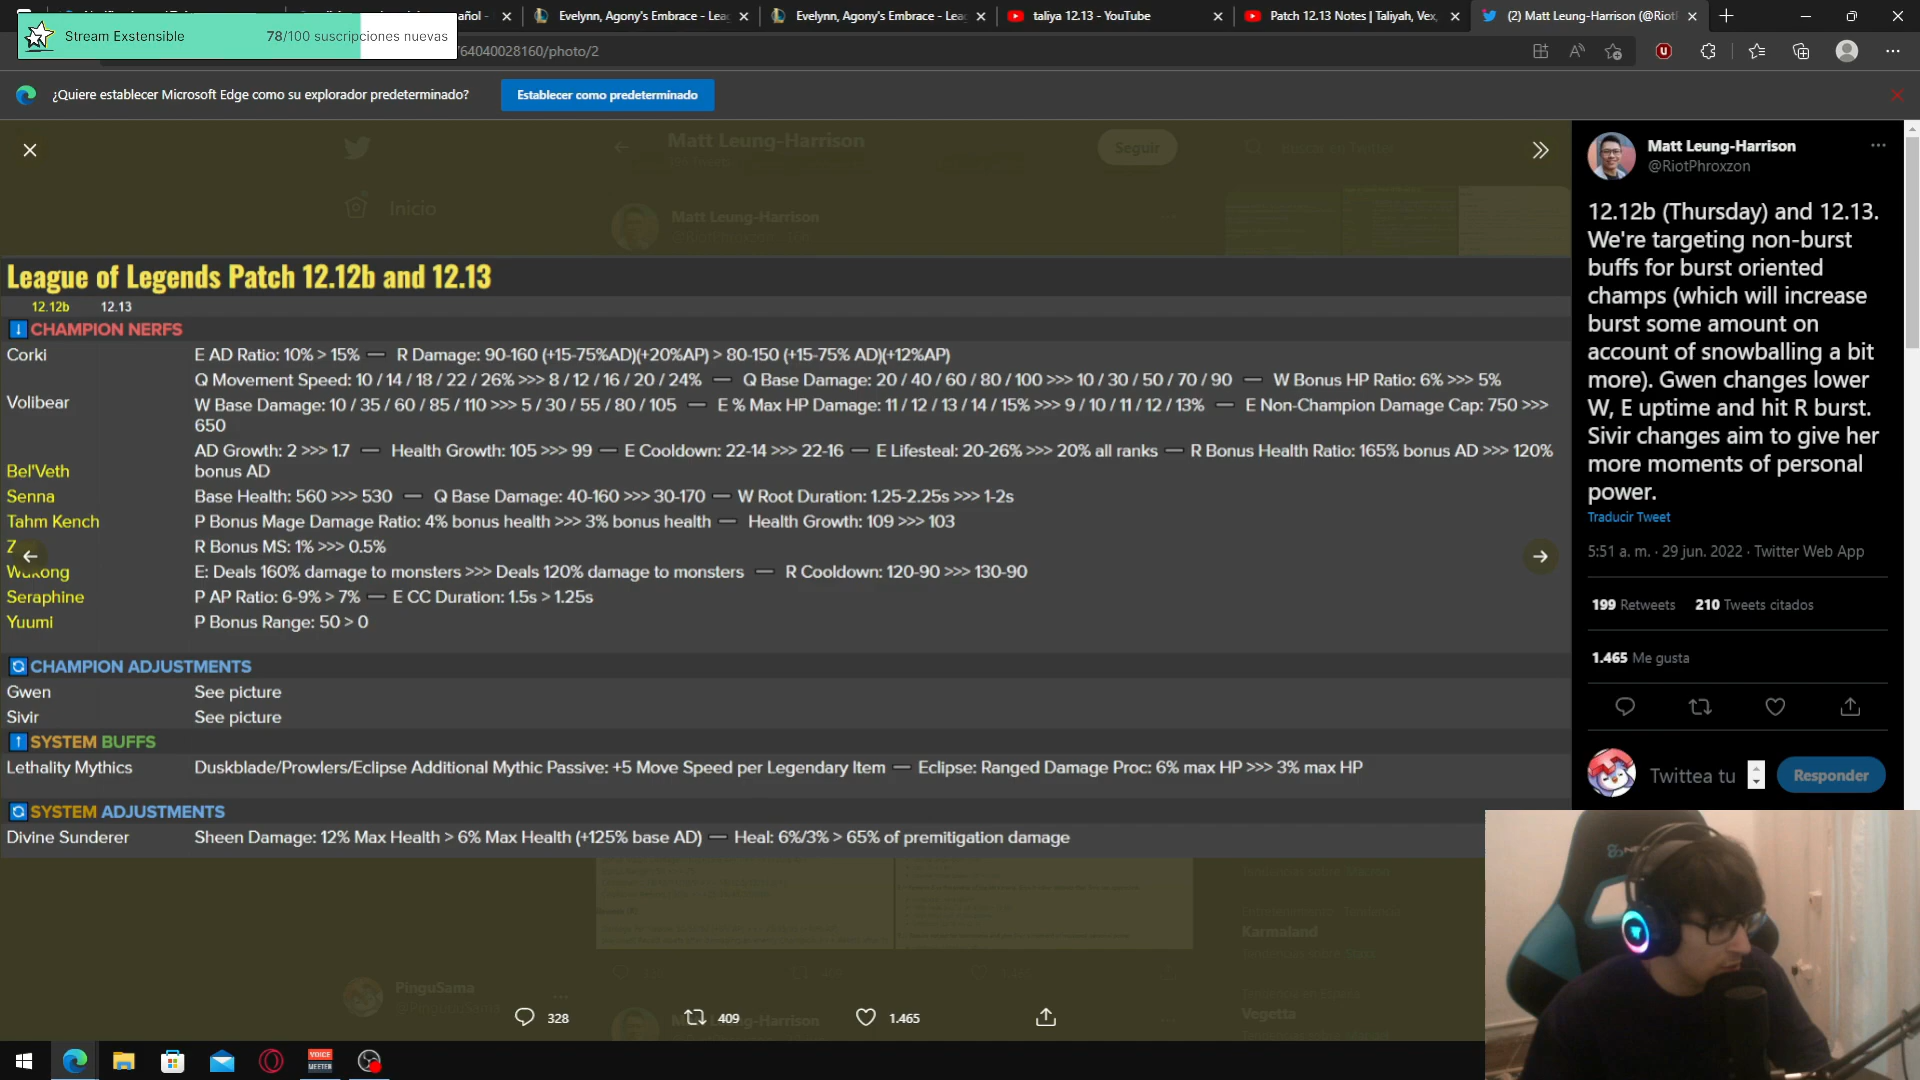 Stream Exstensible 78/100 suscripciones nuevas
Evelynn, Agony's Embrace - Leag
Evelynn, Agony's Embrace - Leag
taliya 12.13 - YouTube
Patch 12.13 Notes | Taliyah, Vex,
(2) Matt Leung-Harrison (@Riot
64040028160/photo/2
¿Quiere establecer Microsoft Edge como su explorador predeterminado?
Establecer como predeterminado
Matt Leung-Harrison
Seguir
Inicio
Matt Leung-Harrison
League of Legends Patch 12.12b and 12.13
12.12b 12.13
CHAMPION NERFS
Corki E AD Ratio: 10% > 15% — R Damage: 90-160 (+15-75%AD)(+20%AP) > 80-150 (+15-75% AD)(+12%AP)
Q Movement Speed: 10 / 14 / 18 / 22 / 26% >>> 8 / 12 / 16 / 20 / 24% — Q Base Damage: 20 / 40 / 60 / 80 / 100 >>> 10 / 30 / 50 / 70 / 90 — W Bonus HP Ratio: 6% >>> 5%
Volibear W Base Damage: 10 / 35 / 60 / 85 / 110 >>> 5 / 30 / 55 / 80 / 105 — E % Max HP Damage: 11 / 12 / 13 / 14 / 15% >>> 9 / 10 / 11 / 12 / 13% — E Non-Champion Damage Cap: 750 >>>
650
AD Growth: 2 >>> 1.7 — Health Growth: 105 >>> 99 — E Cooldown: 22-14 >>> 22-16 — E Lifesteal: 20-26% >>> 20% all ranks — R Bonus Health Ratio: 165% bonus AD >>> 120%
Bel'Veth bonus AD
Senna Base Health: 560 >>> 530 — Q Base Damage: 40-160 >>> 30-170 — W Root Duration: 1.25-2.25s >>> 1-2s
Tahm Kench P Bonus Mage Damage Ratio: 4% bonus health >>> 3% bonus health — Health Growth: 109 >>> 103
Z R Bonus MS: 1% >>> 0.5%
Wukong E: Deals 160% damage to monsters >>> Deals 120% damage to monsters — R Cooldown: 120-90 >>> 130-90
Seraphine P AP Ratio: 6-9% > 7% — E CC Duration: 1.5s > 1.25s
Yuumi P Bonus Range: 50 > 0
CHAMPION ADJUSTMENTS
Gwen See picture
Sivir See picture
SYSTEM BUFFS
Lethality Mythics Duskblade/Prowlers/Eclipse Additional Mythic Passive: +5 Move Speed per Legendary Item — Eclipse: Ranged Damage Proc: 6% max HP >>> 3% max HP
SYSTEM ADJUSTMENTS
Divine Sunderer Sheen Damage: 12% Max Health > 6% Max Health (+125% base AD) — Heal: 6%/3% > 65% of premitigation damage
Karmaland
PinguSama
Vegetta
328 409 1.465
Matt Leung-Harrison
@RiotPhroxzon
12.12b (Thursday) and 12.13.
We're targeting non-burst
buffs for burst oriented
champs (which will increase
burst some amount on
account of snowballing a bit
more). Gwen changes lower
W, E uptime and hit R burst.
Sivir changes aim to give her
more moments of personal
power.
Traducir Tweet
5:51 a. m. · 29 jun. 2022 · Twitter Web App
199 Retweets 210 Tweets citados
1.465 Me gusta
Twittea tu
Responder
VOICE
MEETER